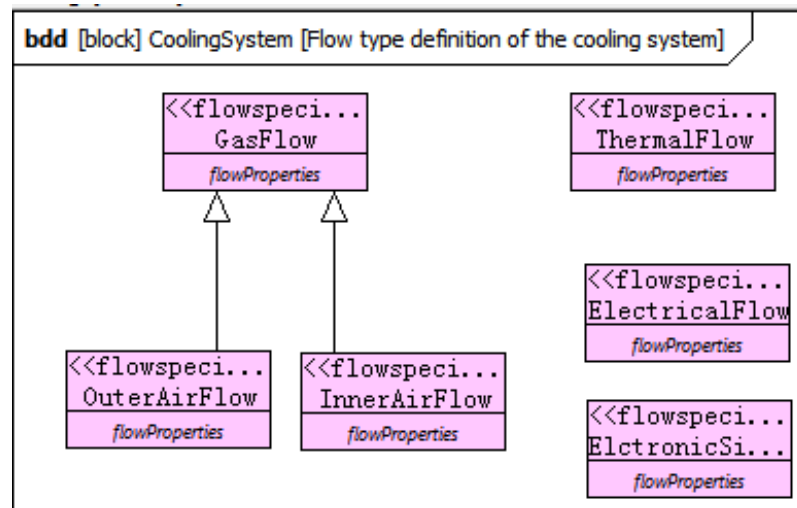 bdd [block] CoolingSystem [Flow type definition of the cooling system]
<<flowspeci...
GasFlow
flowProperties
<<flowspeci...
ThermalFlow
flowProperties
<<flowspeci...
ElectricalFlow
flowProperties
<<flowspeci...
OuterAirFlow
flowProperties
<<flowspeci...
InnerAirFlow
flowProperties
<<flowspeci...
ElctronicSi...
flowProperties